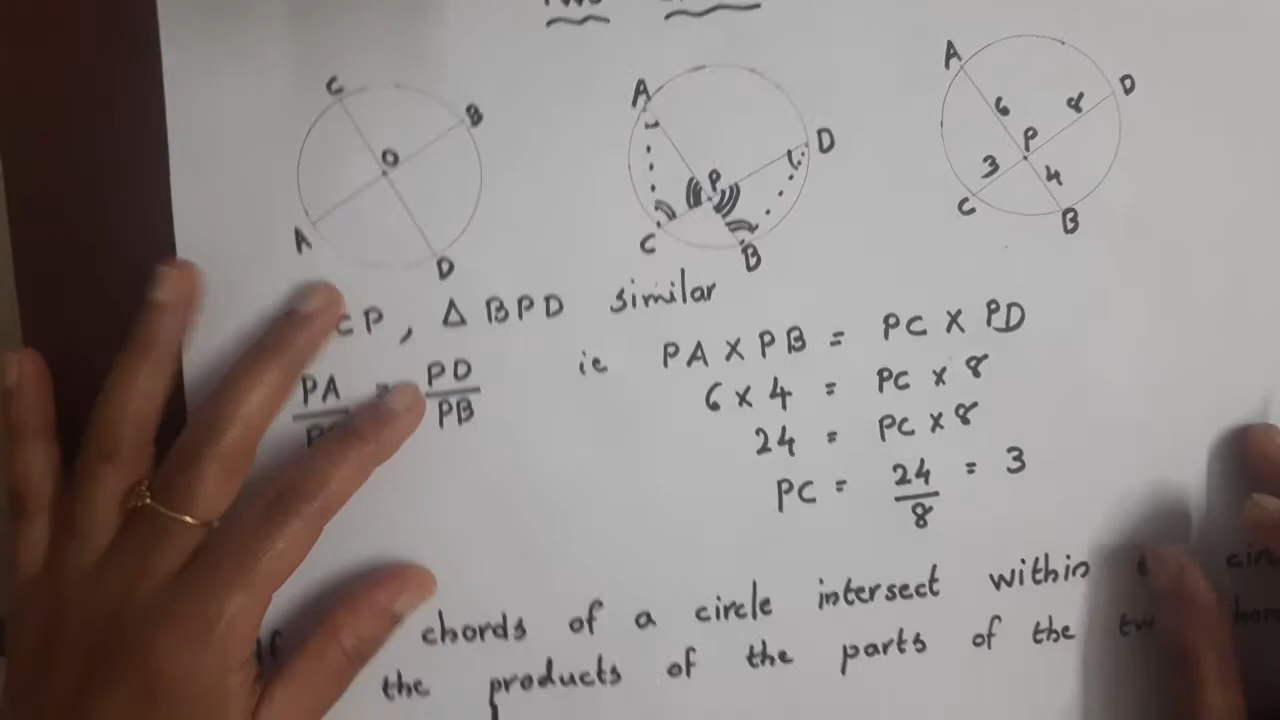 C
B
O
A
D
A
D
P
C
B
A
D
6
8
P
3
4
C
B
CP, Δ BPD similar
PA = PD
PB
ie PA X PB = PC X PD
6 x 4 = PC x 8
24 = PC x 8
PC = 24 = 3
8
If chords of a circle intersect within
the products of the parts of the